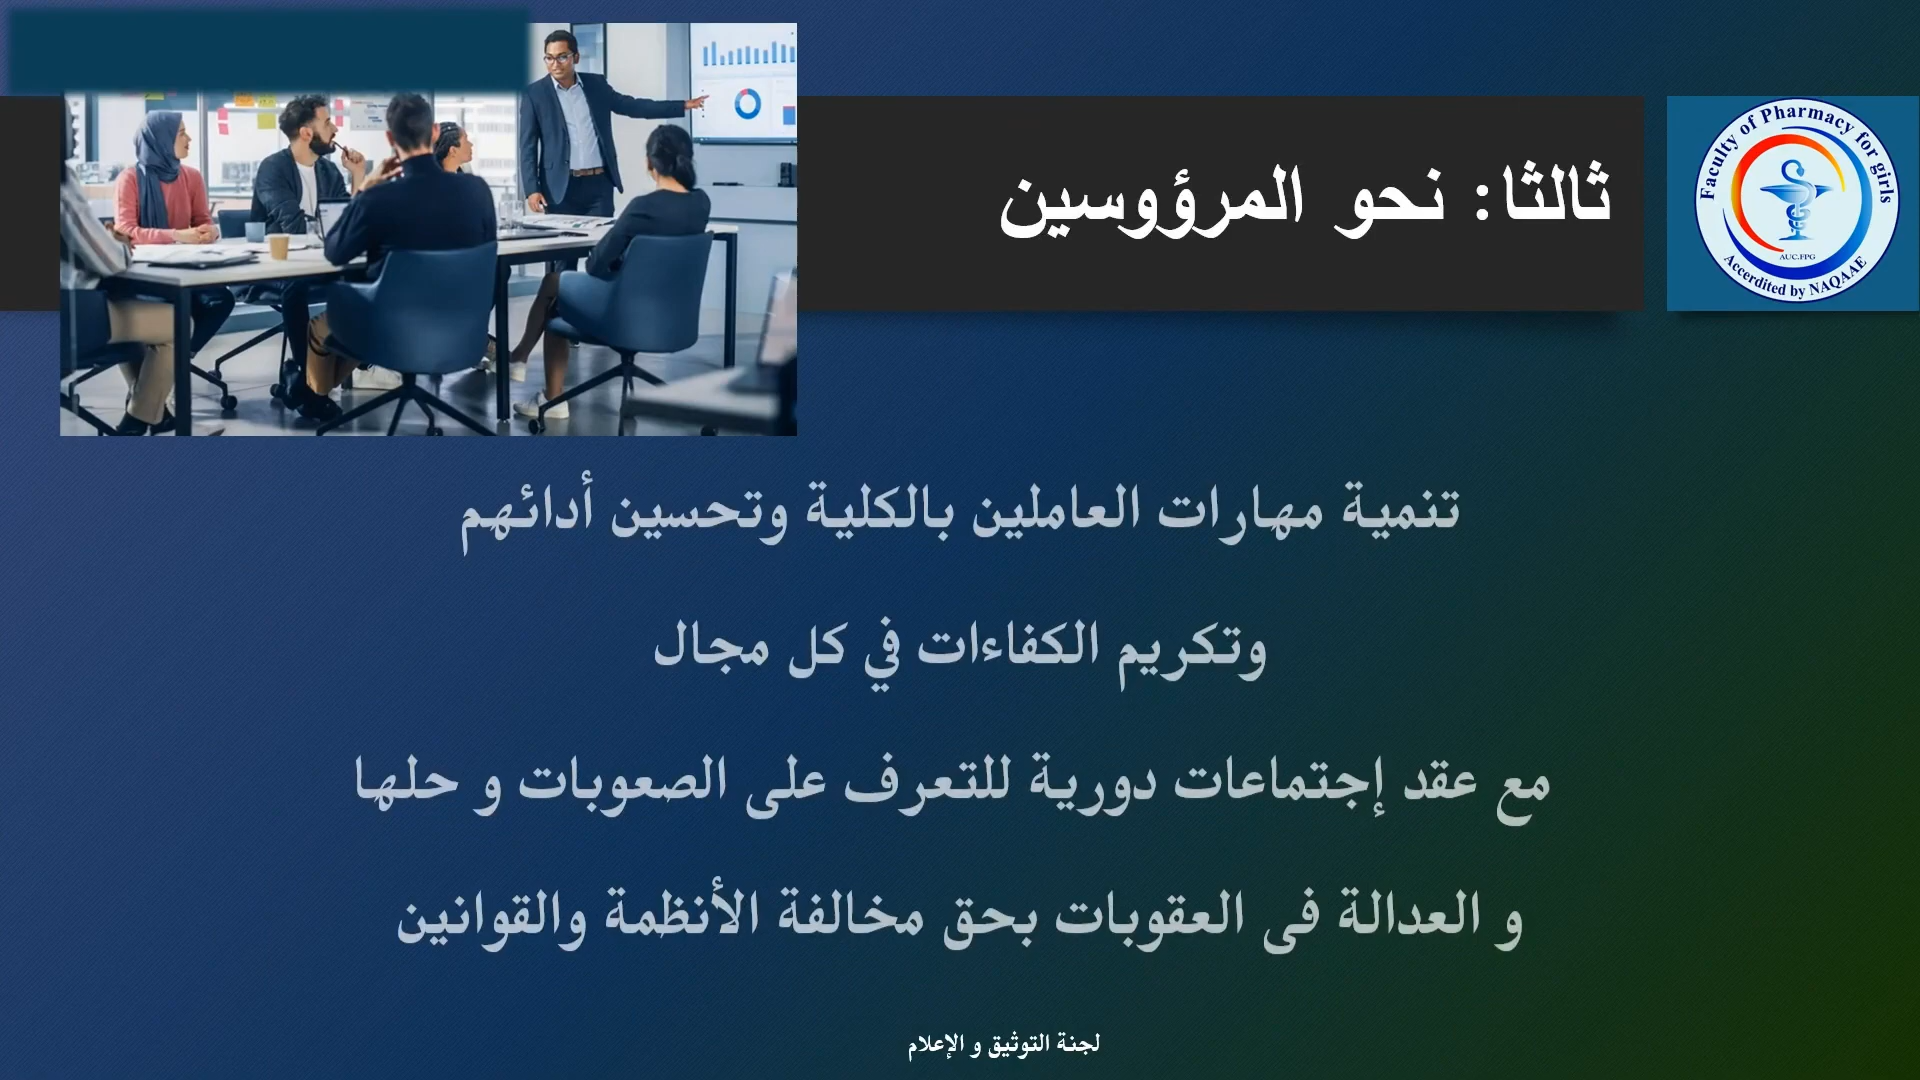 ثالثا: نحو المرؤوسين
Faculty of Pharmacy for girls
AUC.FPG
Accerdited by NAQAAE
تنمية مهارات العاملين بالكلية وتحسين أدائهم
وتكريم الكفاءات في كل مجال
مع عقد إجتماعات دورية للتعرف على الصعوبات و حلها
و العدالة فى العقوبات بحق مخالفة الأنظمة والقوانين
لجنة التوثيق و الإعلام